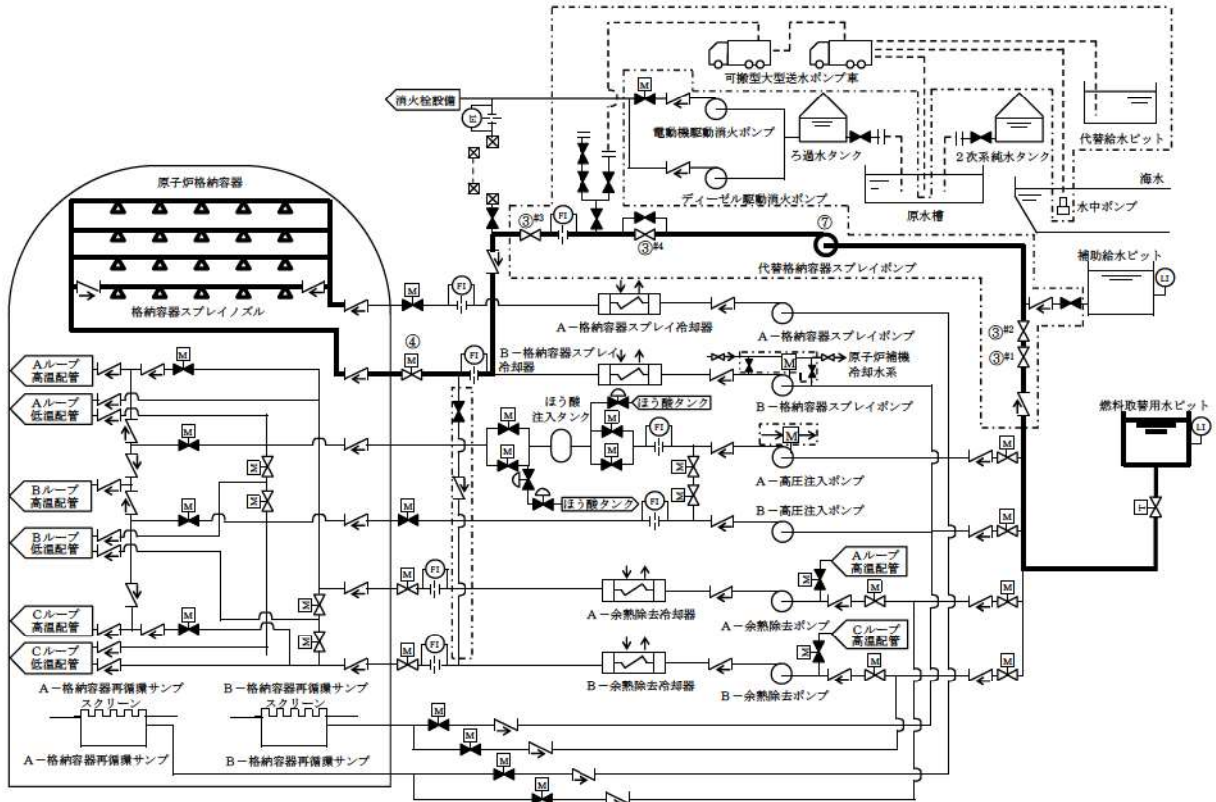 可搬型大型送水ポンプ車
消火栓設備
M
FI
電動機駆動消火ポンプ
ろ過水タンク
2次系純水タンク
代替給水ピット
ディーゼル駆動消火ポンプ
原水槽
海水
水中ポンプ
原子炉格納容器
③#3
FI
③#4
⑦
代替格納容器スプレイポンプ
補助給水ピット
LI
格納容器スプレイノズル
M
FI
A-格納容器スプレイ冷却器
A-格納容器スプレイポンプ
③#2
③#1
④
M
FI
B-格納容器スプレイ
冷却器
M
原子炉補機
冷却水系
B-格納容器スプレイポンプ
燃料取替用水ピット
LI
Aループ
高温配管
M
Aループ
低温配管
ほう酸
注入タンク
ほう酸タンク
M
M
M
M
M
FI
M
M
A-高圧注入ポンプ
M
T
Bループ
高温配管
M
M
ほう酸タンク
M
M
M
FI
M
B-高圧注入ポンプ
M
Bループ
低温配管
Aループ
高温配管
M
M
FI
A-余熱除去冷却器
M
M
A-余熱除去ポンプ
M
Cループ
高温配管
M
M
Cループ
高温配管
Cループ
低温配管
M
FI
B-余熱除去冷却器
M
M
B-余熱除去ポンプ
M
A-格納容器再循環サンプ
スクリーン
B-格納容器再循環サンプ
スクリーン
M
M
A-格納容器再循環サンプ
B-格納容器再循環サンプ
M
M